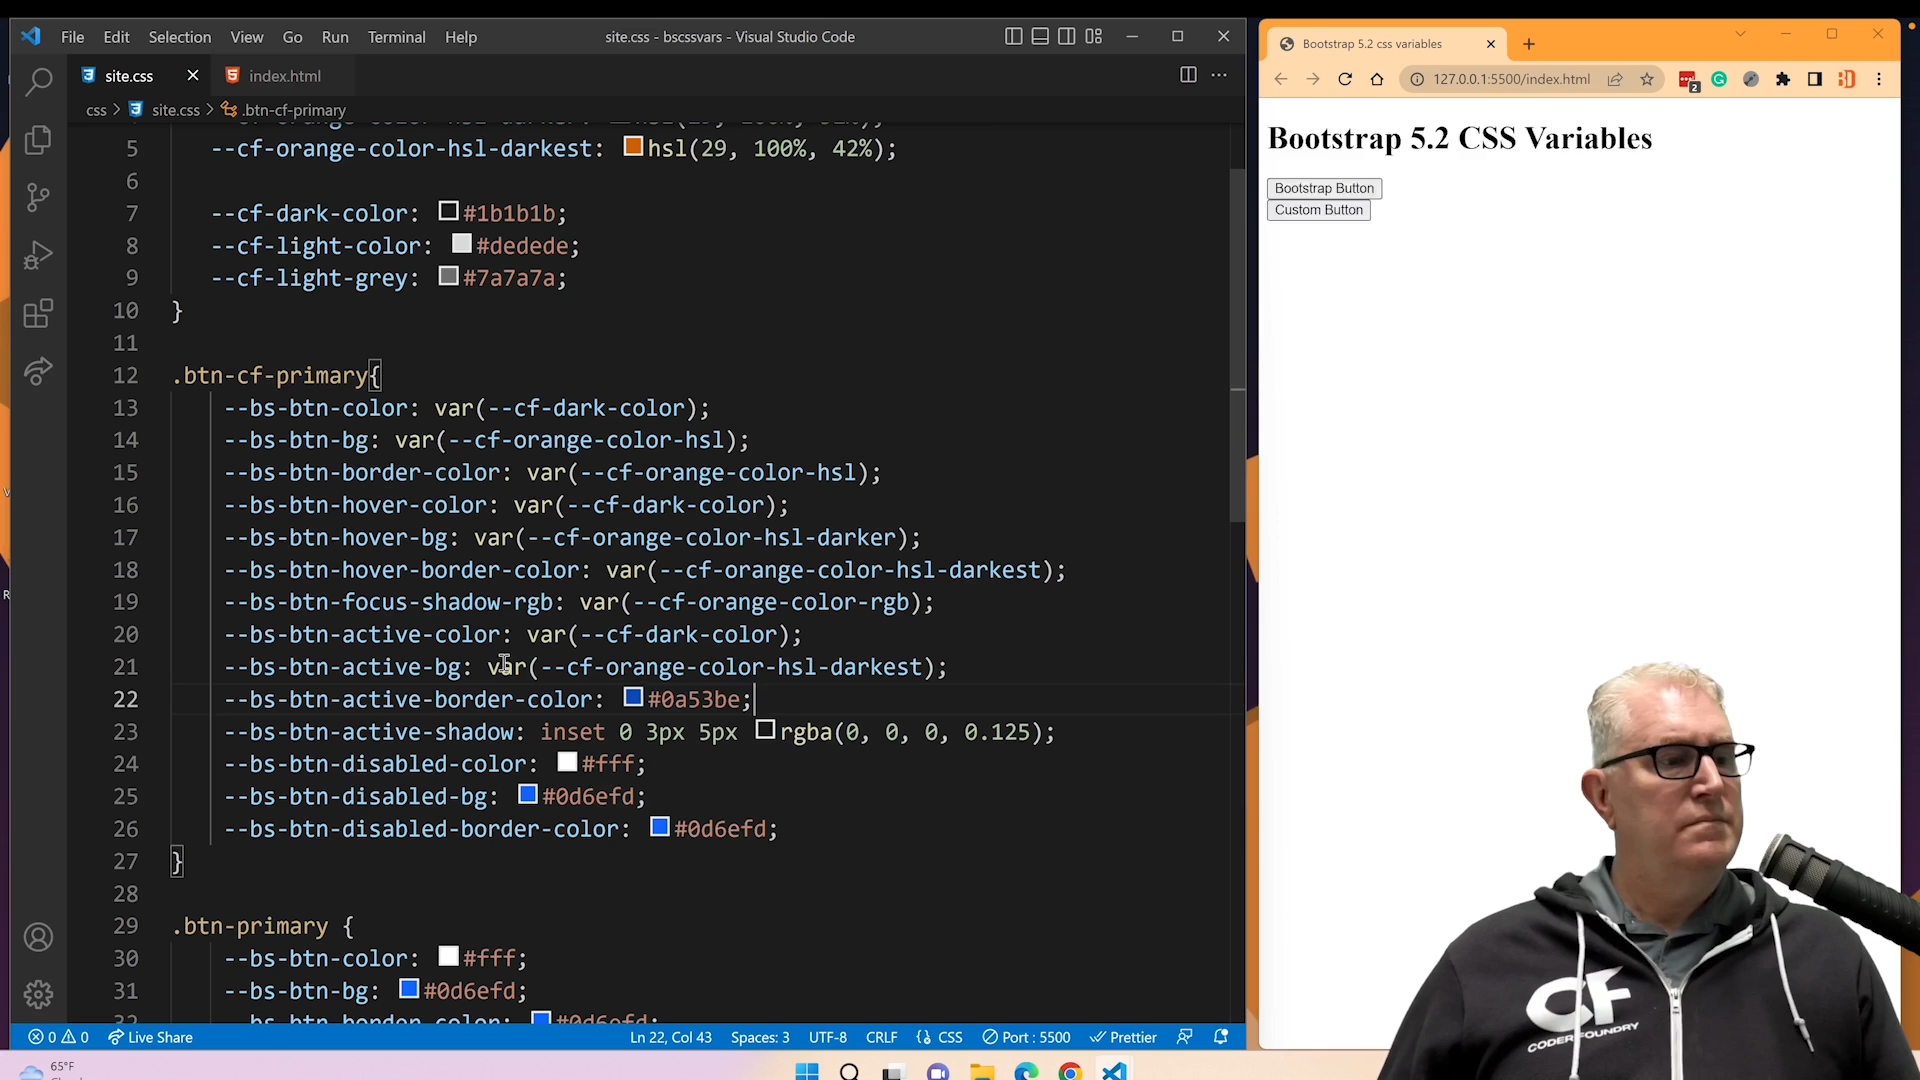 File Edit Selection View Go Run Terminal Help
site.css - bscssvars - Visual Studio Code
site.css
index.html
css > site.css > .btn-cf-primary
5 --cf-orange-color-hsl-darkest: hsl(29, 100%, 42%);
6
7 --cf-dark-color: #1b1b1b;
8 --cf-light-color: #dedede;
9 --cf-light-grey: #7a7a7a;
10 }
11
12 .btn-cf-primary{
13 --bs-btn-color: var(--cf-dark-color);
14 --bs-btn-bg: var(--cf-orange-color-hsl);
15 --bs-btn-border-color: var(--cf-orange-color-hsl);
16 --bs-btn-hover-color: var(--cf-dark-color);
17 --bs-btn-hover-bg: var(--cf-orange-color-hsl-darker);
18 --bs-btn-hover-border-color: var(--cf-orange-color-hsl-darkest);
19 --bs-btn-focus-shadow-rgb: var(--cf-orange-color-rgb);
20 --bs-btn-active-color: var(--cf-dark-color);
21 --bs-btn-active-bg: var(--cf-orange-color-hsl-darkest);
22 --bs-btn-active-border-color: #0a53be;
23 --bs-btn-active-shadow: inset 0 3px 5px rgba(0, 0, 0, 0.125);
24 --bs-btn-disabled-color: #fff;
25 --bs-btn-disabled-bg: #0d6efd;
26 --bs-btn-disabled-border-color: #0d6efd;
27 }
28
29 .btn-primary {
30 --bs-btn-color: #fff;
31 --bs-btn-bg: #0d6efd;
0 0 Live Share
Ln 22, Col 43 Spaces: 3 UTF-8 CRLF CSS Port : 5500 Prettier
65°F
Bootstrap 5.2 css variables
127.0.0.1:5500/index.html
2
Bootstrap 5.2 CSS Variables
Bootstrap Button
Custom Button
CF
CODER FOUNDRY